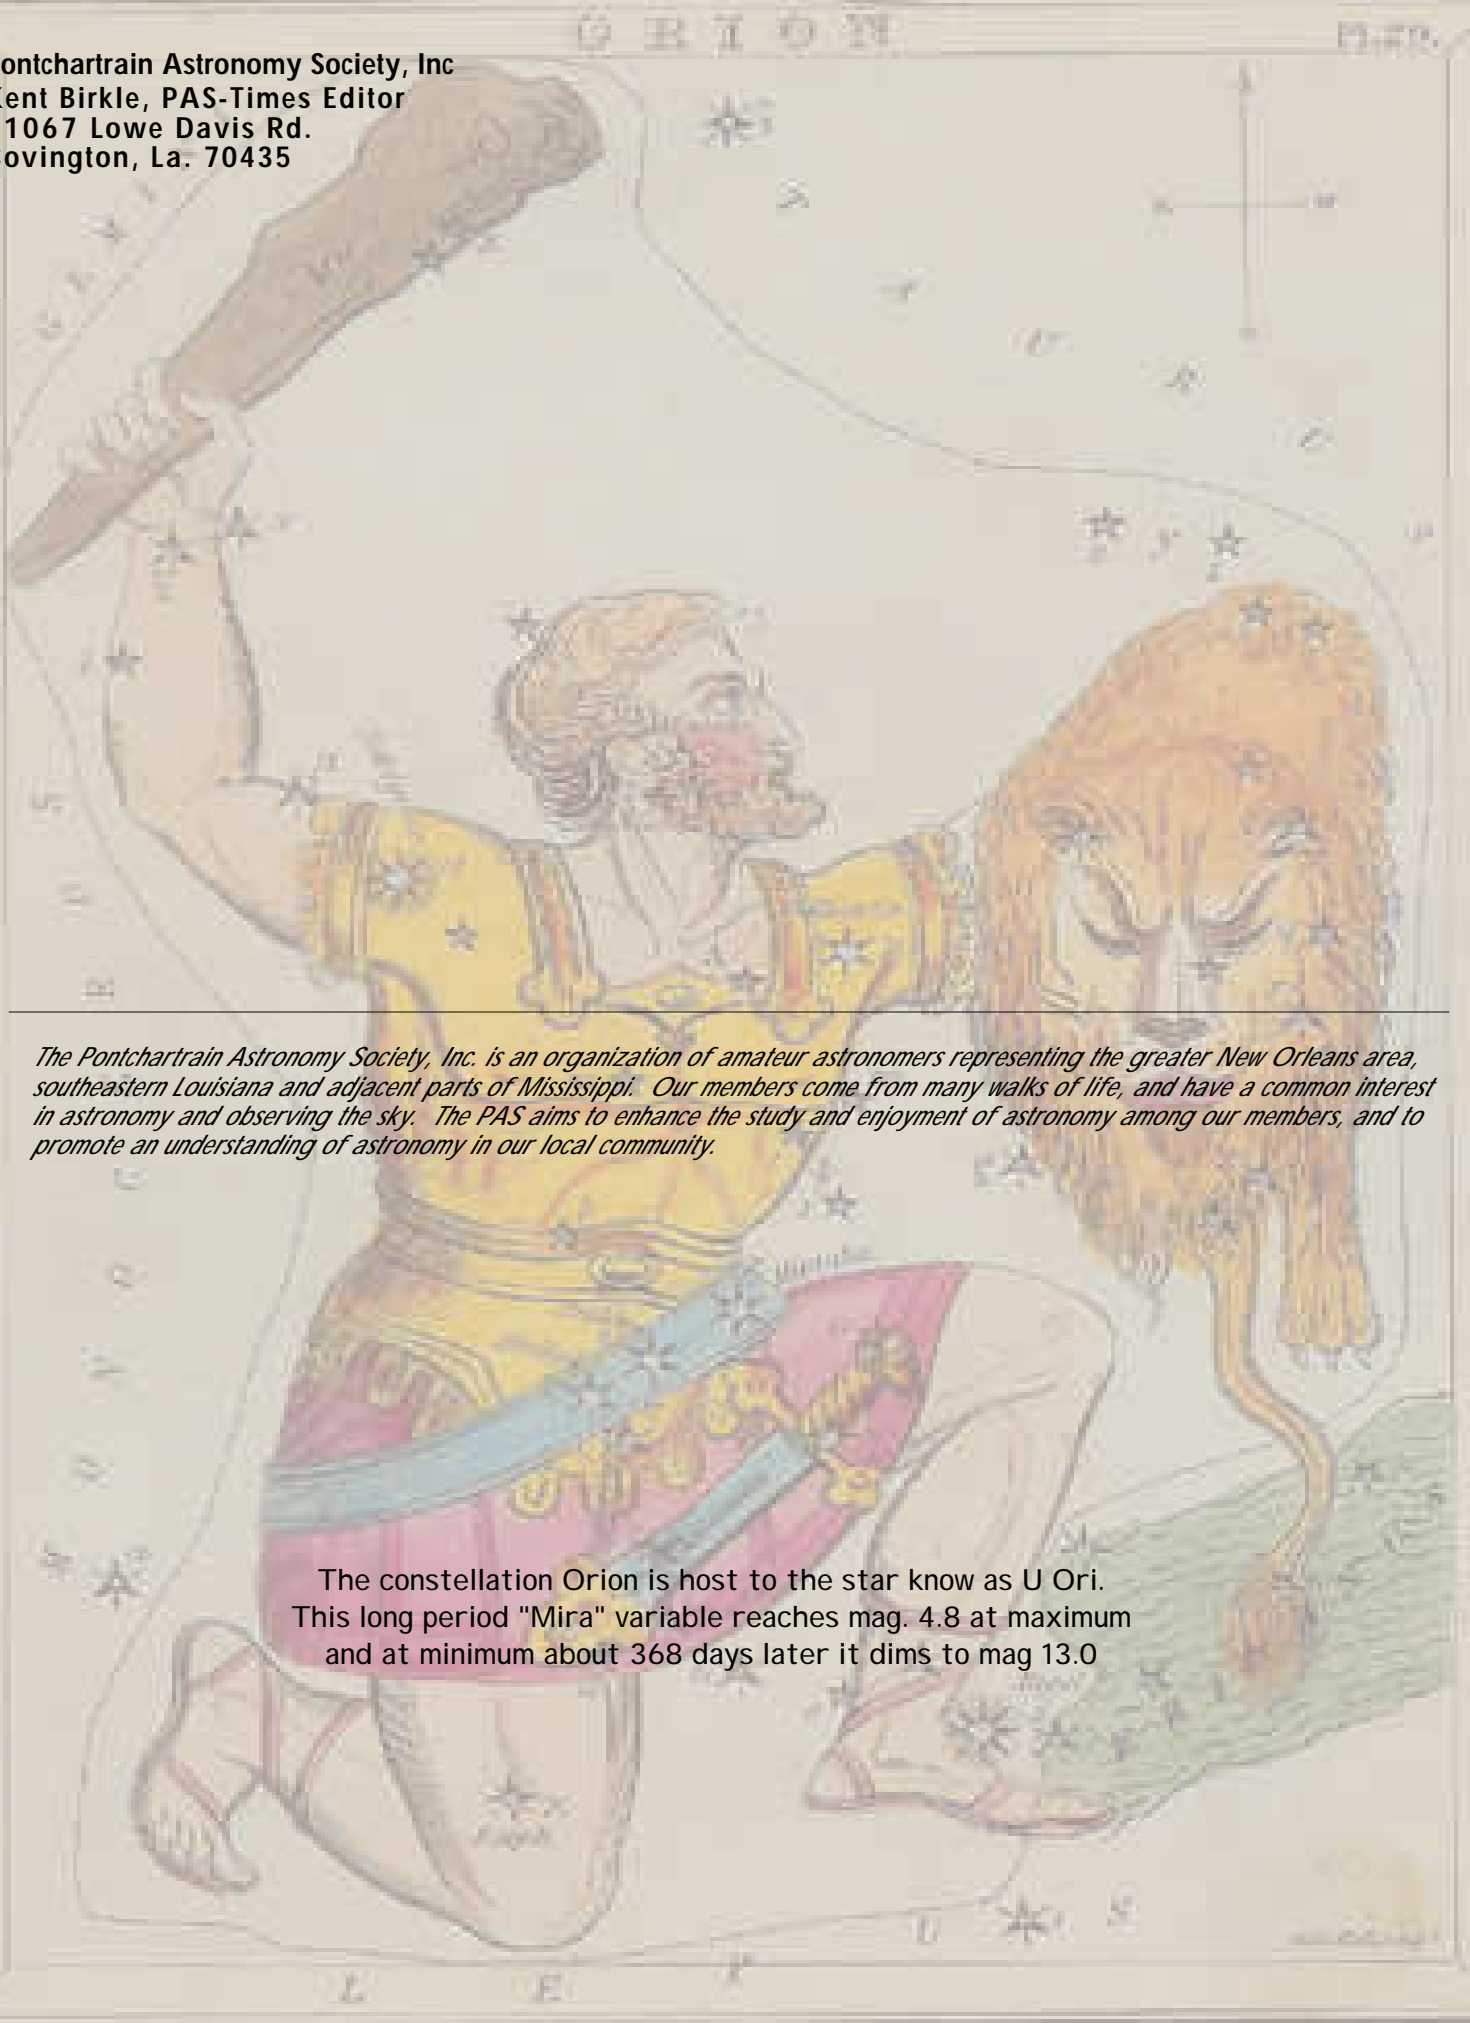 ORION
ontchartrain Astronomy Society, Inc
ent Birkle, PAS-Times Editor
1067 Lowe Davis Rd.
ovington, La. 70435
The Pontchartrain Astronomy Society, Inc. is an organization of amateur astronomers representing the greater New Orleans area,
southeastern Louisiana and adjacent parts of Mississippi.  Our members come from many walks of life, and have a common interest
in astronomy and observing the sky.  The PAS aims to enhance the study and enjoyment of astronomy among our members, and to
promote an understanding of astronomy in our local community.
The constellation Orion is host to the star know as U Ori.
This long period "Mira" variable reaches mag. 4.8 at maximum
and at minimum about 368 days later it dims to mag 13.0